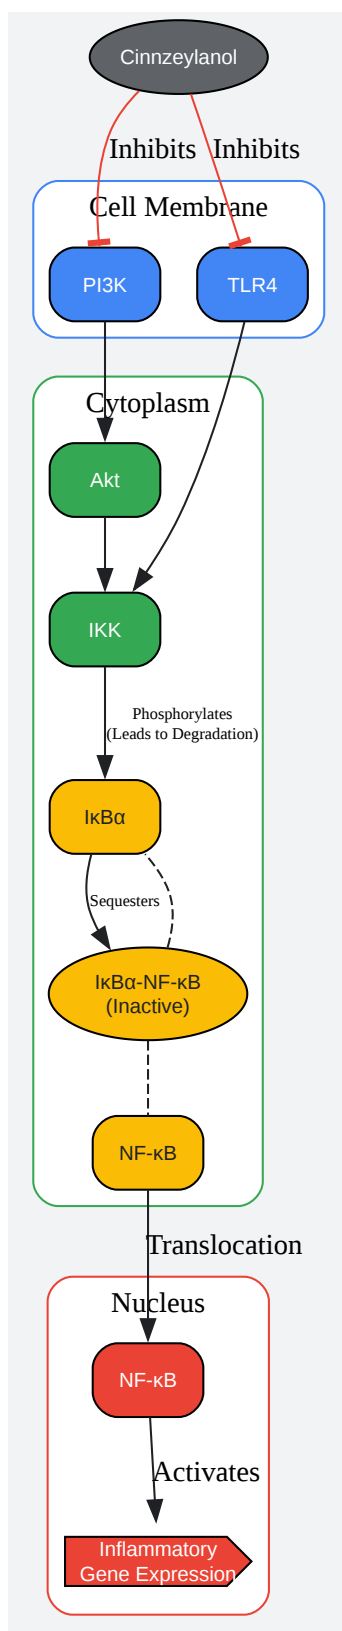 Cinnzeylanol
Inhibits
Inhibits
Cell Membrane
PI3K
TLR4
Cytoplasm
Akt
IKK
Phosphorylates
(Leads to Degradation)
IκBα
Sequesters
IκBα-NF-κB
(Inactive)
NF-κB
Translocation
Nucleus
NF-κB
Activates
Inflammatory
Gene Expression